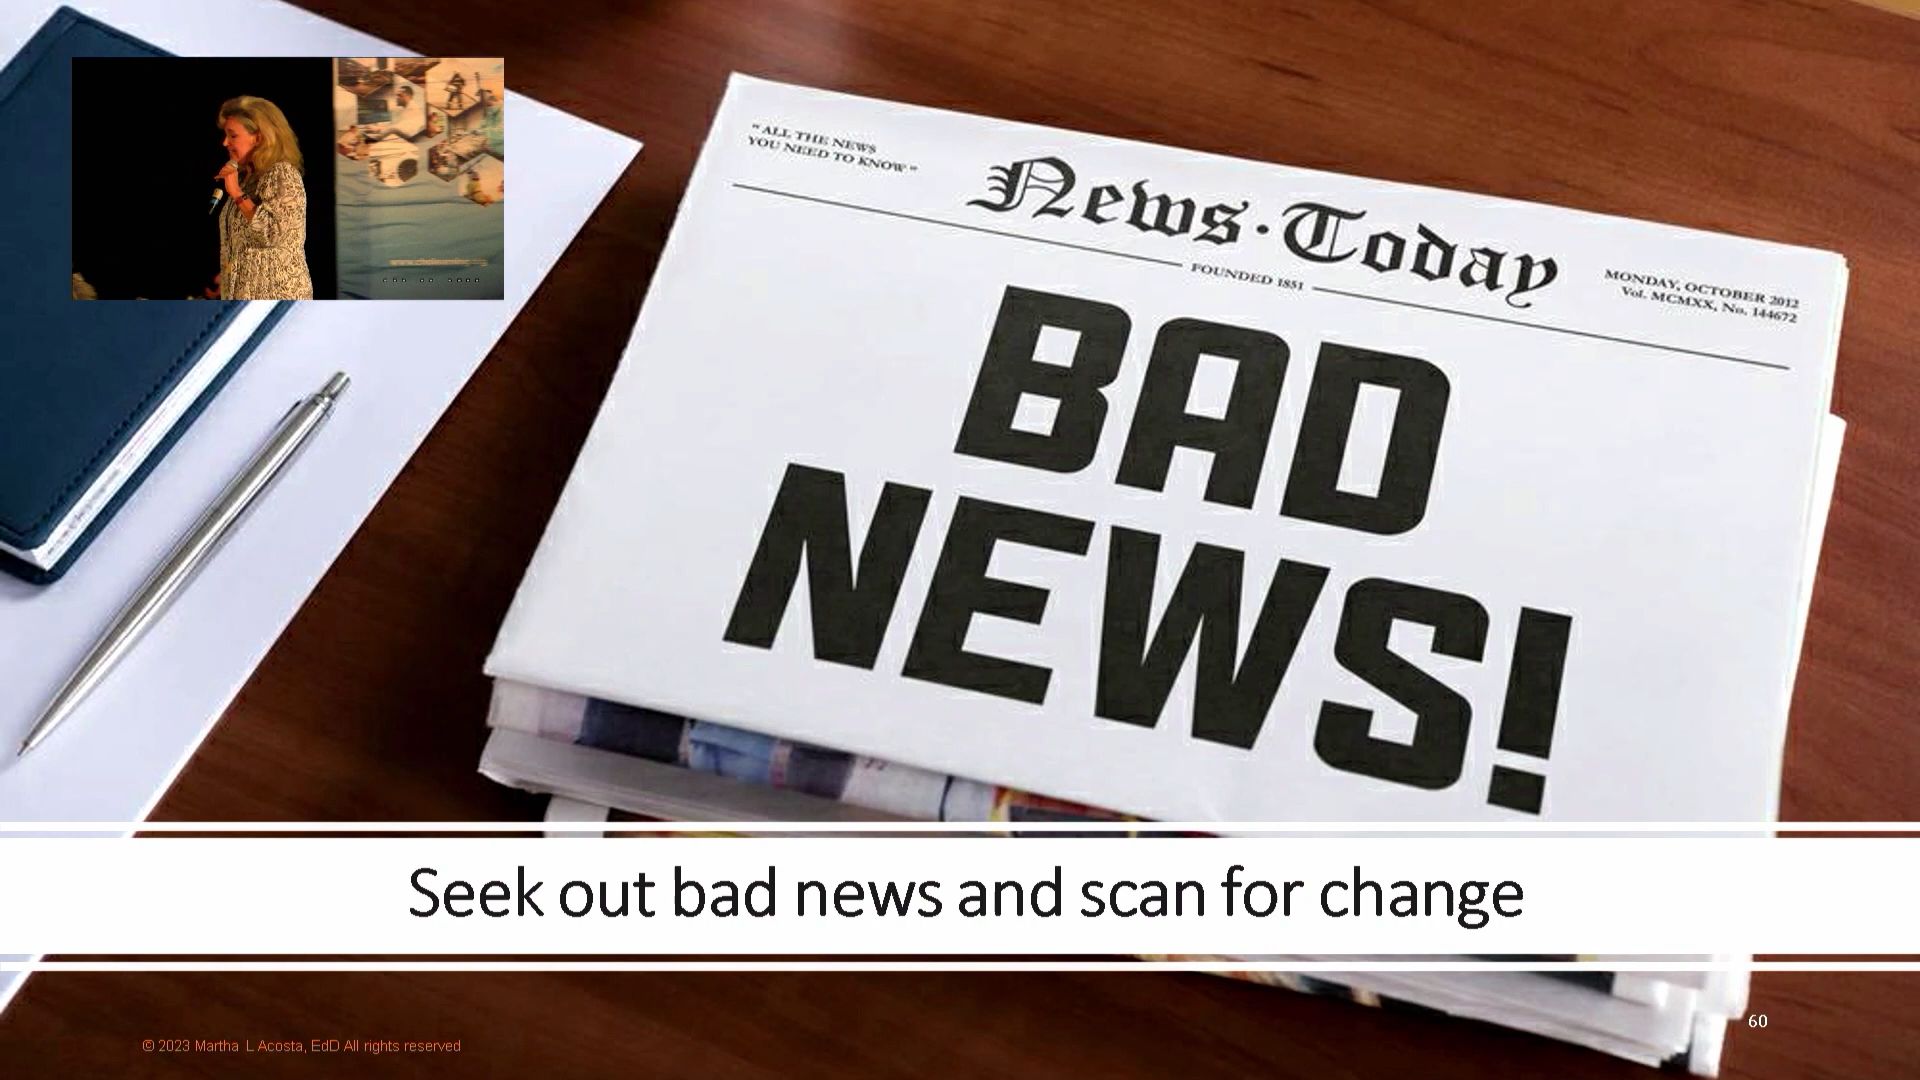 " ALL THE NEWS
YOU NEED TO KNOW "
News·Today
FOUNDED 1851
MONDAY, OCTOBER 2012
Vol. MCMXX, No. 144672
BAD
NEWS!
Seek out bad news and scan for change
60
© 2023 Martha L Acosta, EdD All rights reserved